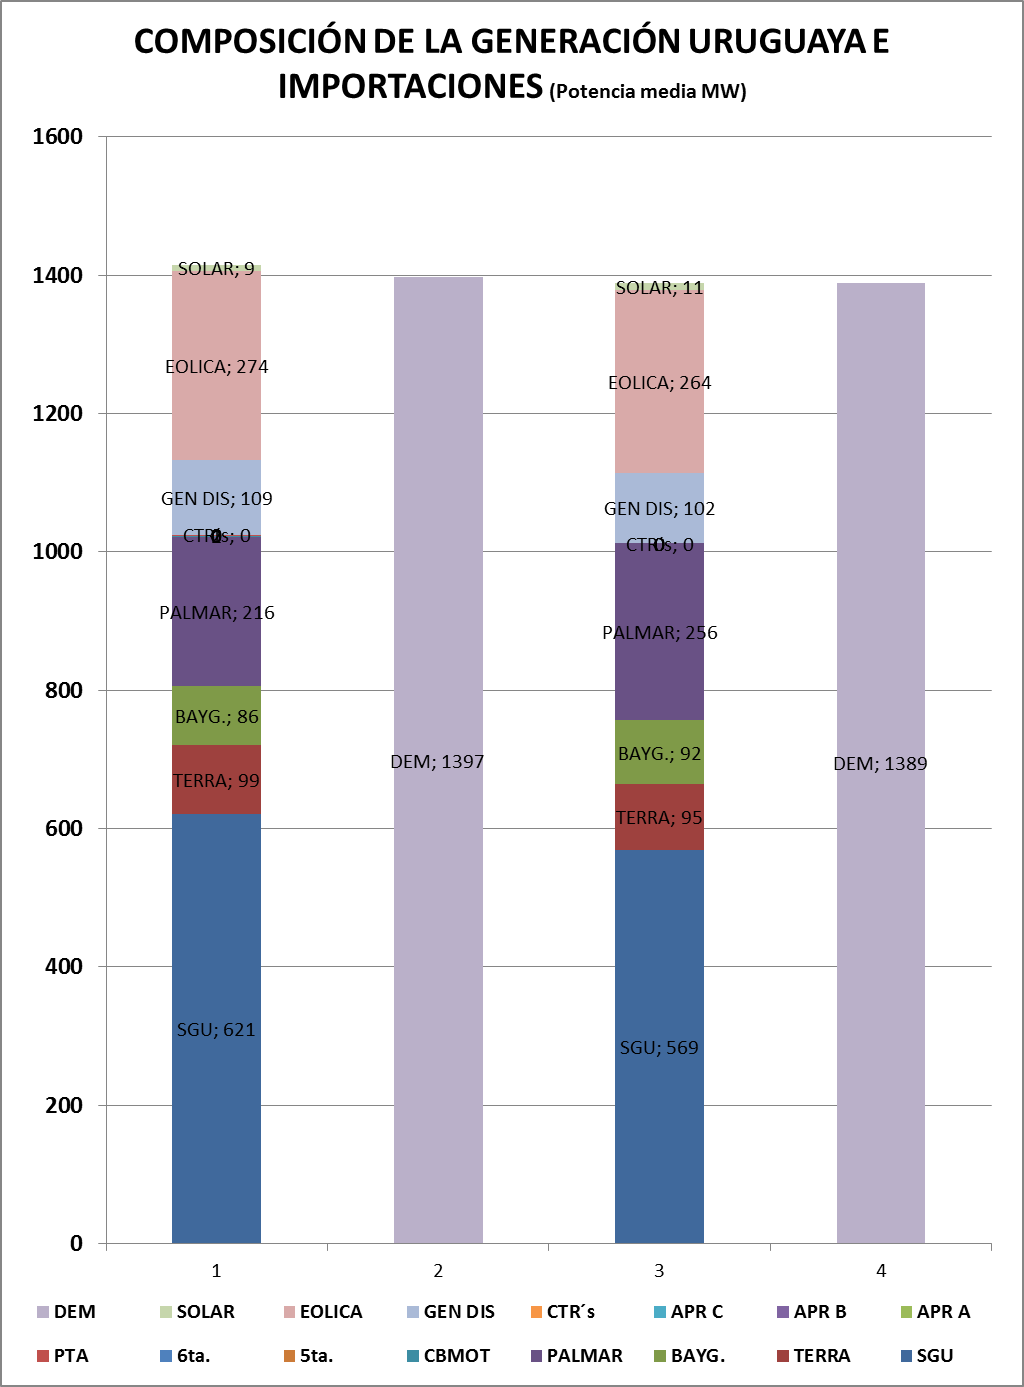 COMPOSICIÓN DE LA GENERACIÓN URUGUAYA E
IMPORTACIONES (Potencia media MW)
1600
1400
1200
1000
800
600
400
200
0
SOLAR; 9
EOLICA; 274
GEN DIS; 109
CTR´s; 0
PALMAR; 216
BAYG.; 86
TERRA; 99
SGU; 621
DEM; 1397
SOLAR; 11
EOLICA; 264
GEN DIS; 102
CTR´s; 0
PALMAR; 256
BAYG.; 92
TERRA; 95
SGU; 569
DEM; 1389
1 2 3 4
DEM SOLAR EOLICA GEN DIS CTR´s APR C APR B APR A
PTA 6ta. 5ta. CBMOT PALMAR BAYG. TERRA SGU